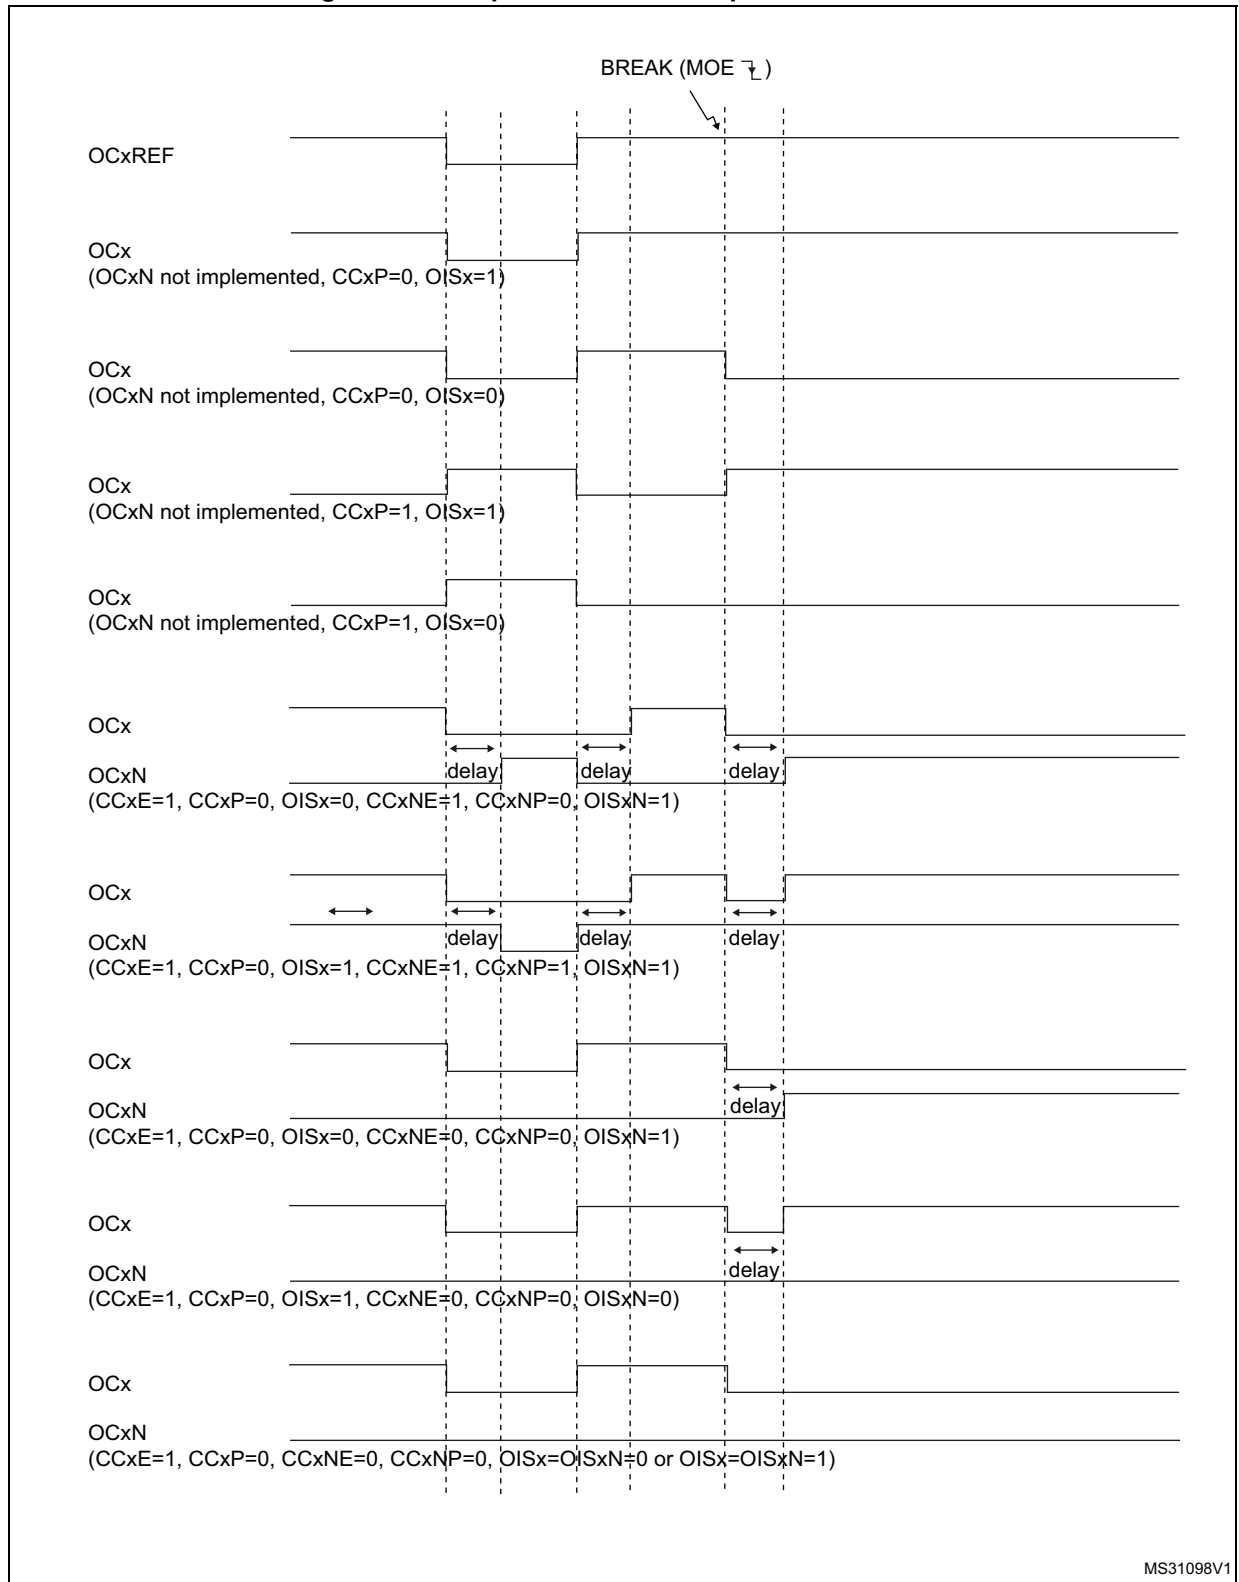 BREAK (MOE )
OCxREF
OCx
(OCxN not implemented, CCxP=0, OISx=1)
OCx
(OCxN not implemented, CCxP=0, OISx=0)
OCx
(OCxN not implemented, CCxP=1, OISx=1)
OCx
(OCxN not implemented, CCxP=1, OISx=0)
OCx
delay delay delay
OCxN
(CCxE=1, CCxP=0, OISx=0, CCxNE=1, CCxNP=0, OISxN=1)
OCx
delay delay delay
OCxN
(CCxE=1, CCxP=0, OISx=1, CCxNE=1, CCxNP=1, OISxN=1)
OCx
delay
OCxN
(CCxE=1, CCxP=0, OISx=0, CCxNE=0, CCxNP=0, OISxN=1)
OCx
delay
OCxN
(CCxE=1, CCxP=0, OISx=1, CCxNE=0, CCxNP=0, OISxN=0)
OCx
OCxN
(CCxE=1, CCxP=0, CCxNE=0, CCxNP=0, OISx=OISxN=0 or OISx=OISxN=1)
MS31098V1